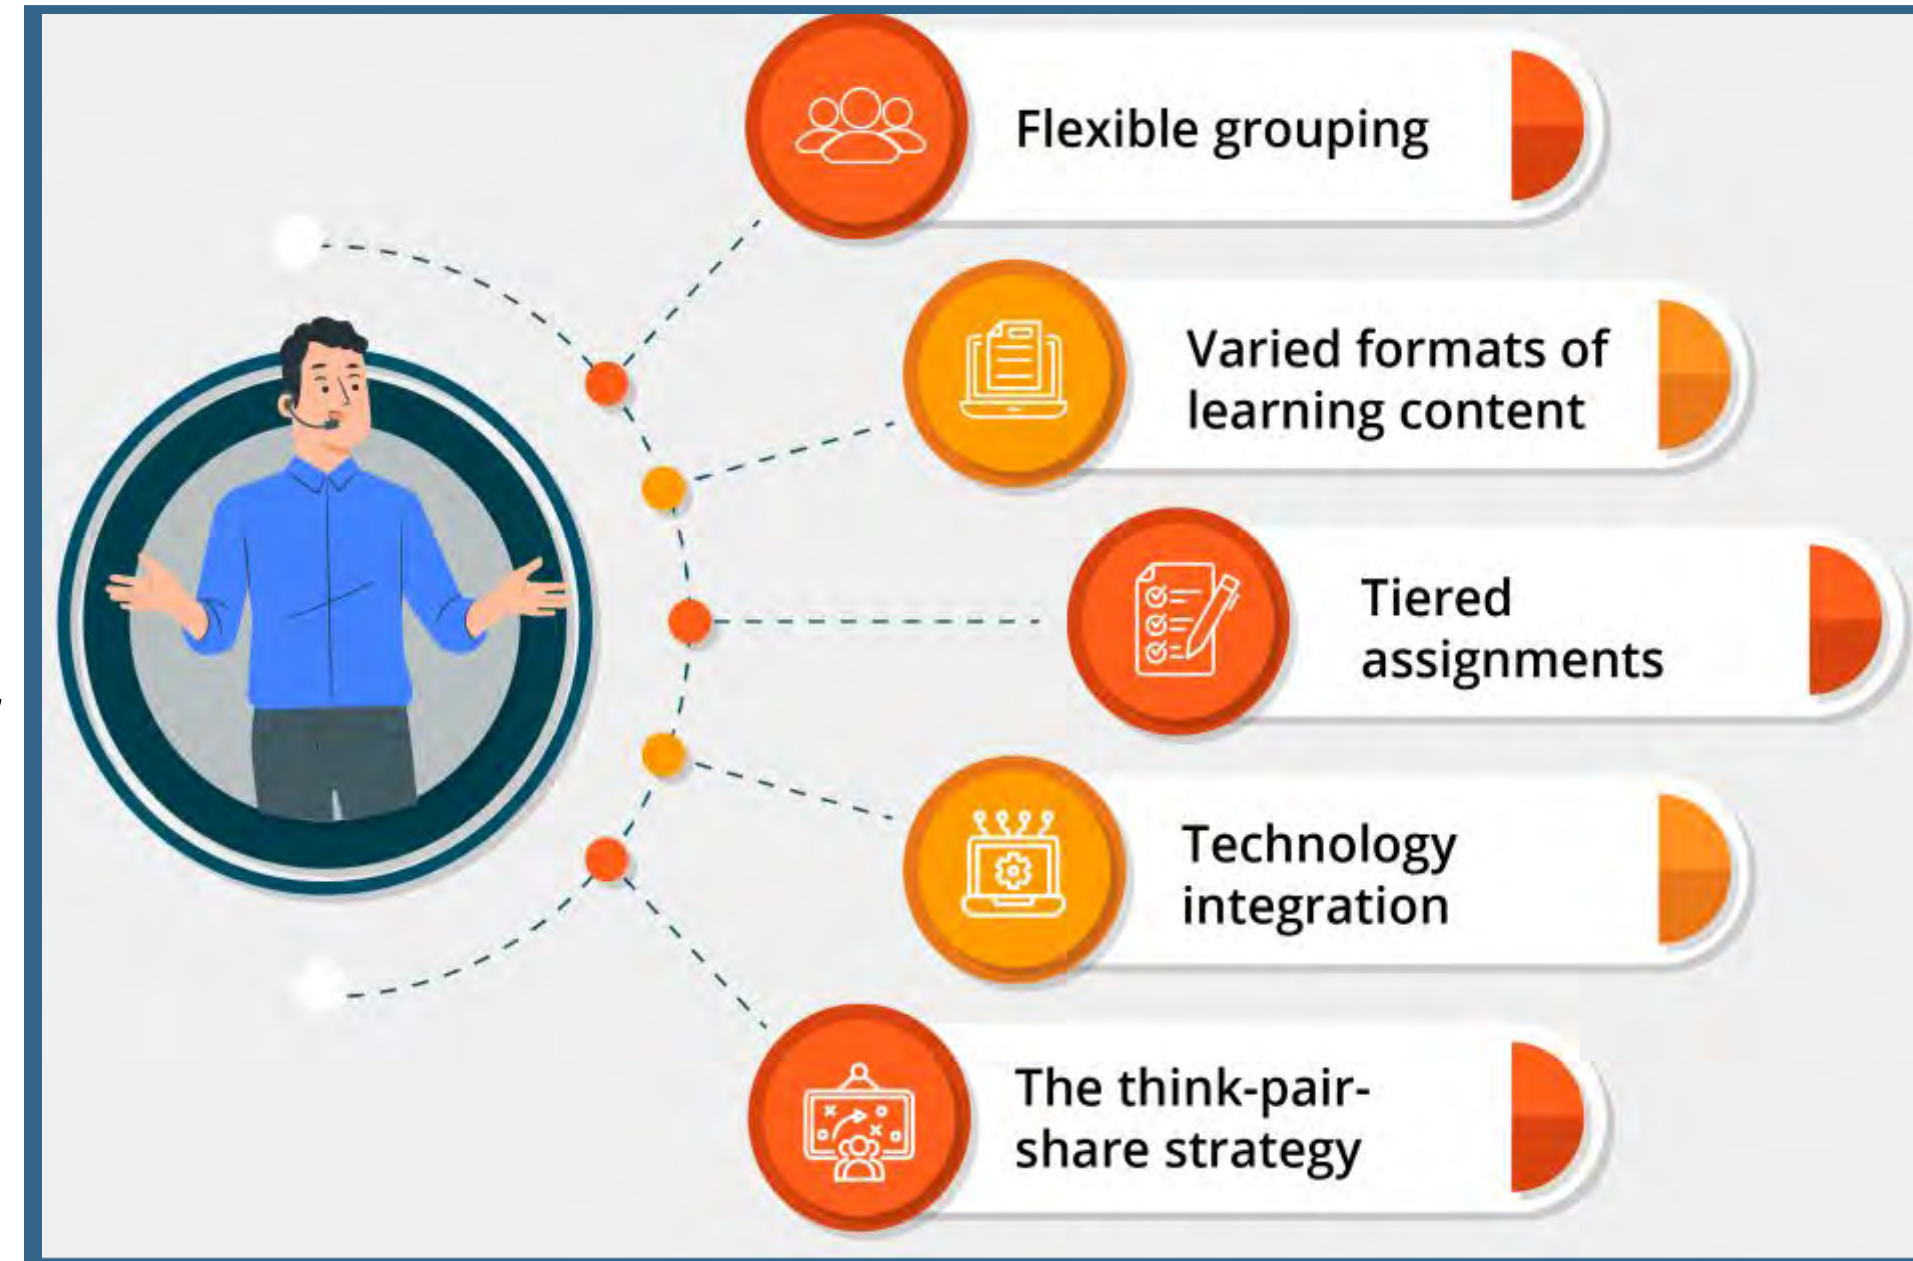 Flexible grouping
Varied formats of
learning content
Tiered
assignments
Technology
integration
The think-pair-
share strategy